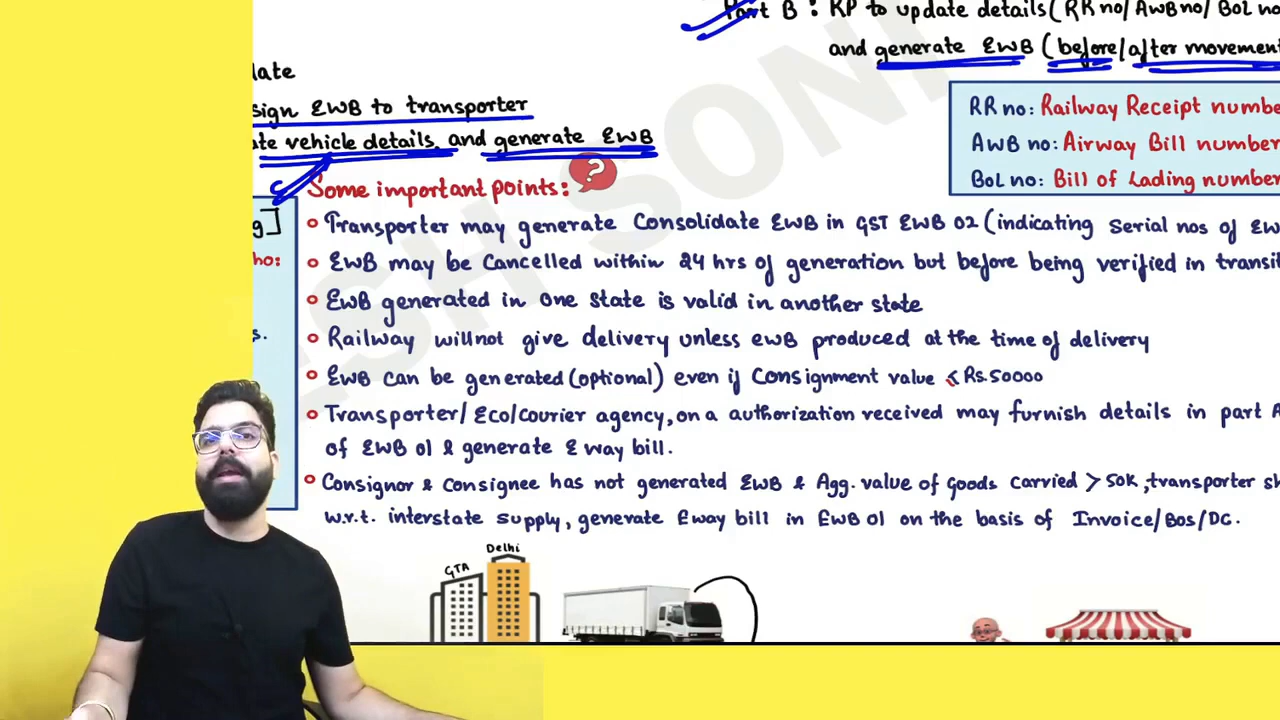 Part B : RP to update details (RR no/ AWB no/ BOL no
and generate EWB (before/after movement
late
sign EWB to transporter
te vehicle details, and generate EWB
RR no: Railway Receipt numbe
AWB no: Airway Bill number
BOL no: Bill of Lading number
?
Some important points:
Transporter may generate Consolidate EWB in GST EWB 02 (indicating Serial nos of EW
g]
EWB may be Cancelled within 24 hrs of generation but before being verified in transit
no:
EWB generated in one state is valid in another state
Railway willnot give delivery unless EWB produced at the time of delivery
s.
EWB can be generated (optional) even if Consignment value < Rs.50000
Transporter/ Eco/courier agency, on a authorization received may furnish details in part A
of EWB 01 & generate E way bill.
Consignor & Consignee has not generated EWB & Agg. value of Goods carried > 50K, transporter sh
w.r.t. interstate supply, generate Eway bill in EWB 01 on the basis of Invoice/Bos/DC.
GTA
Delhi
SH SONI